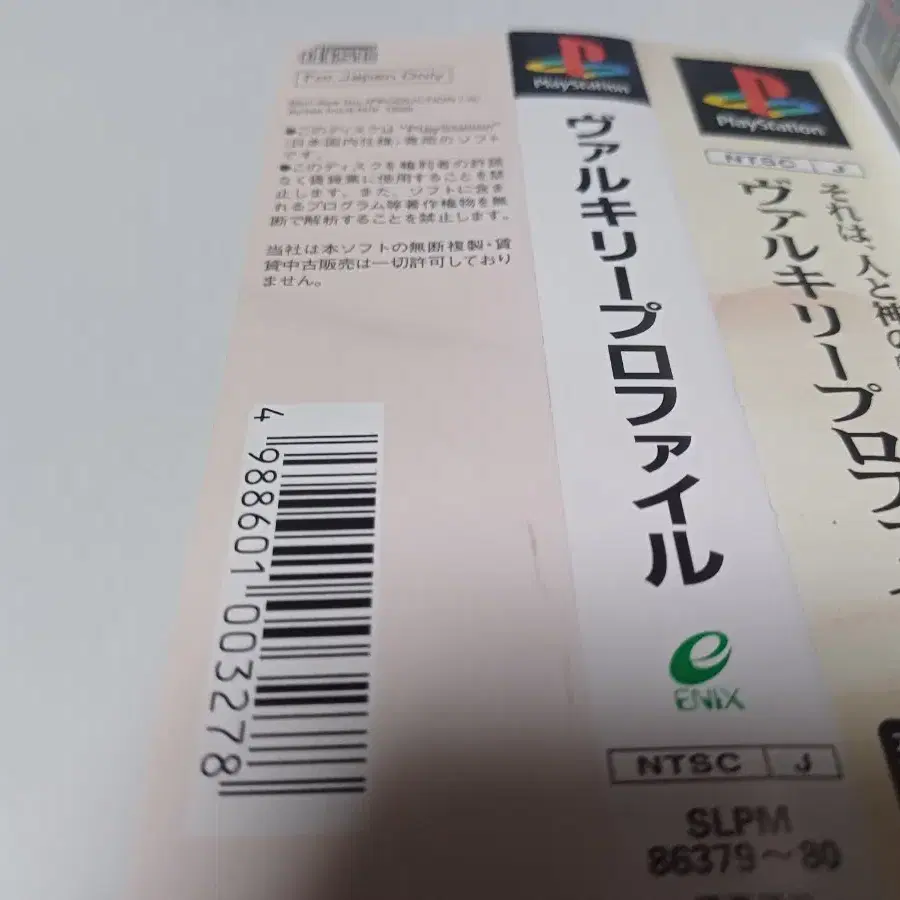 For Japan Only
●このディスクは"PlayStation"
(日本国内仕様)専用のソフト
です。
●このディスクを権利者の許諾
なく賃貸業に使用することを禁
止します。また、ソフトに含ま
れるプログラム等著作権物を無
断で解析することを禁止します。
当社は本ソフトの無断複製・賃
貸中古販売は一切許可しており
ません。
4 988601 003278
PlayStation
ヴァルキリープロファイル
ENIX
NTSC J
SLPM
86379~80
PlayStation
NTSC J
それは、人と神の
ヴァルキリープロファ